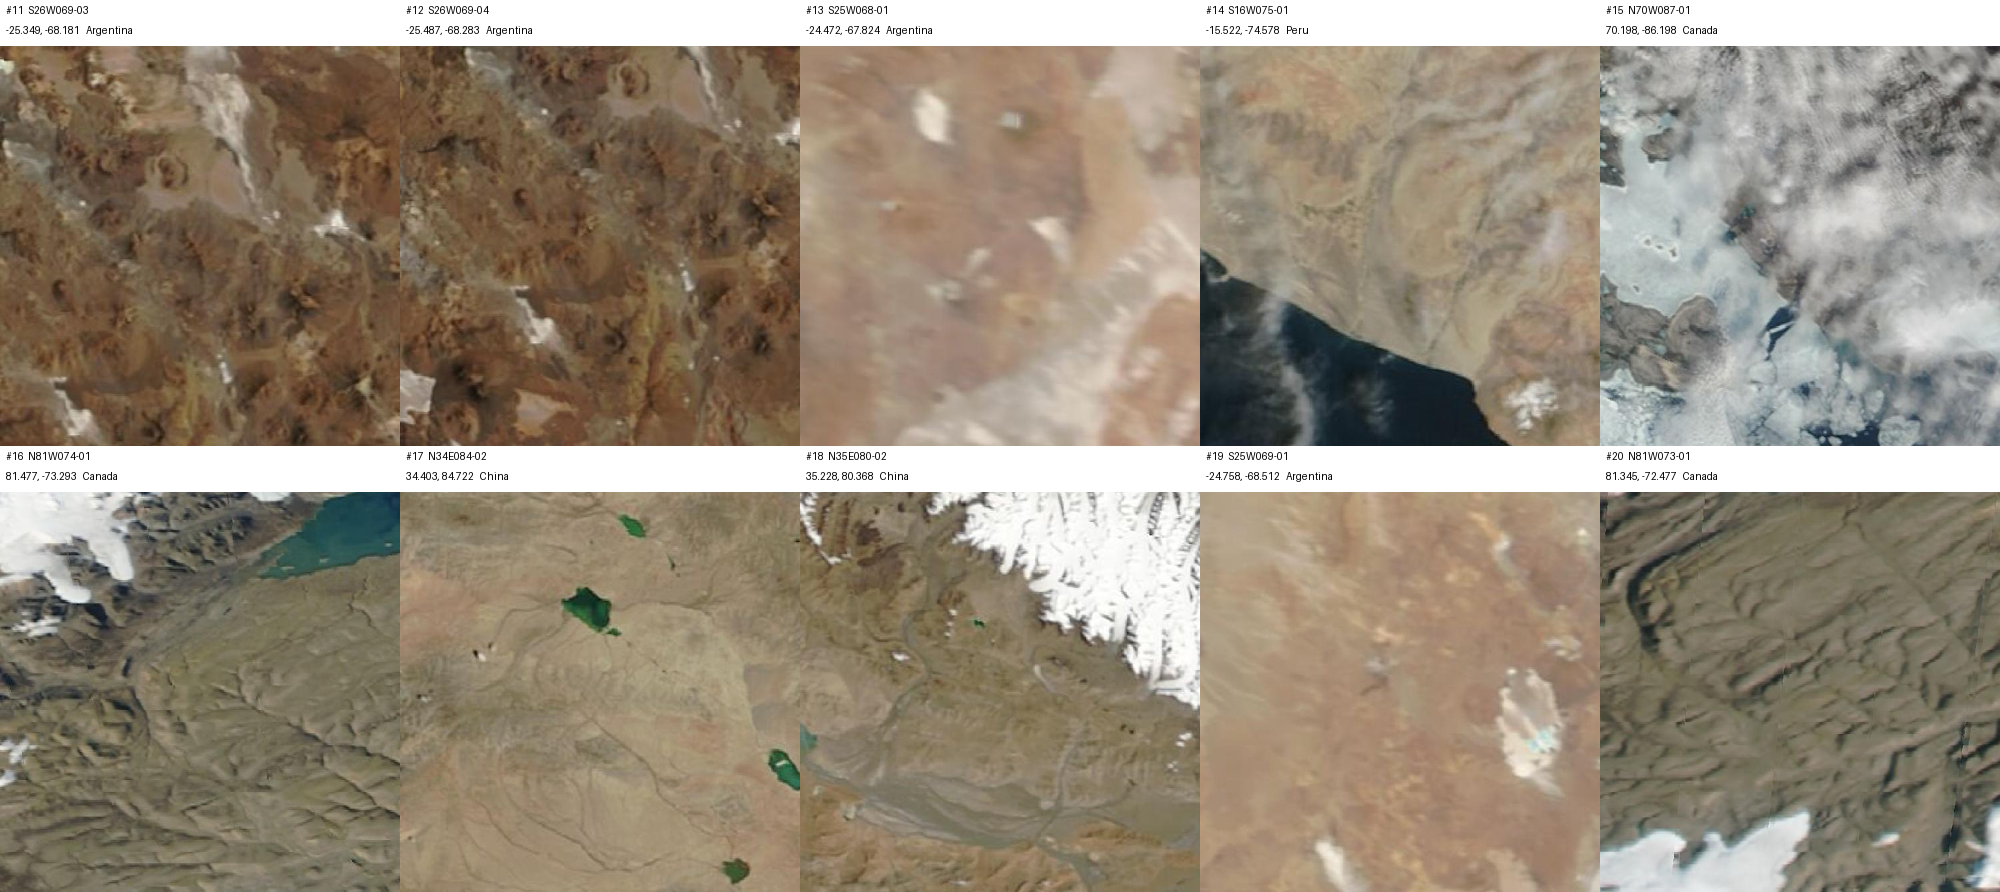 #11 S26W069-03
-25.349, -68.181 Argentina
#12 S26W069-04
-25.487, -68.283 Argentina
#13 S25W068-01
-24.472, -67.824 Argentina
#14 S16W075-01
-15.522, -74.578 Peru
#15 N70W087-01
70.198, -86.198 Canada
#16 N81W074-01
81.477, -73.293 Canada
#17 N34E084-02
34.403, 84.722 China
#18 N35E080-02
35.228, 80.368 China
#19 S25W069-01
-24.758, -68.512 Argentina
#20 N81W073-01
81.345, -72.477 Canada